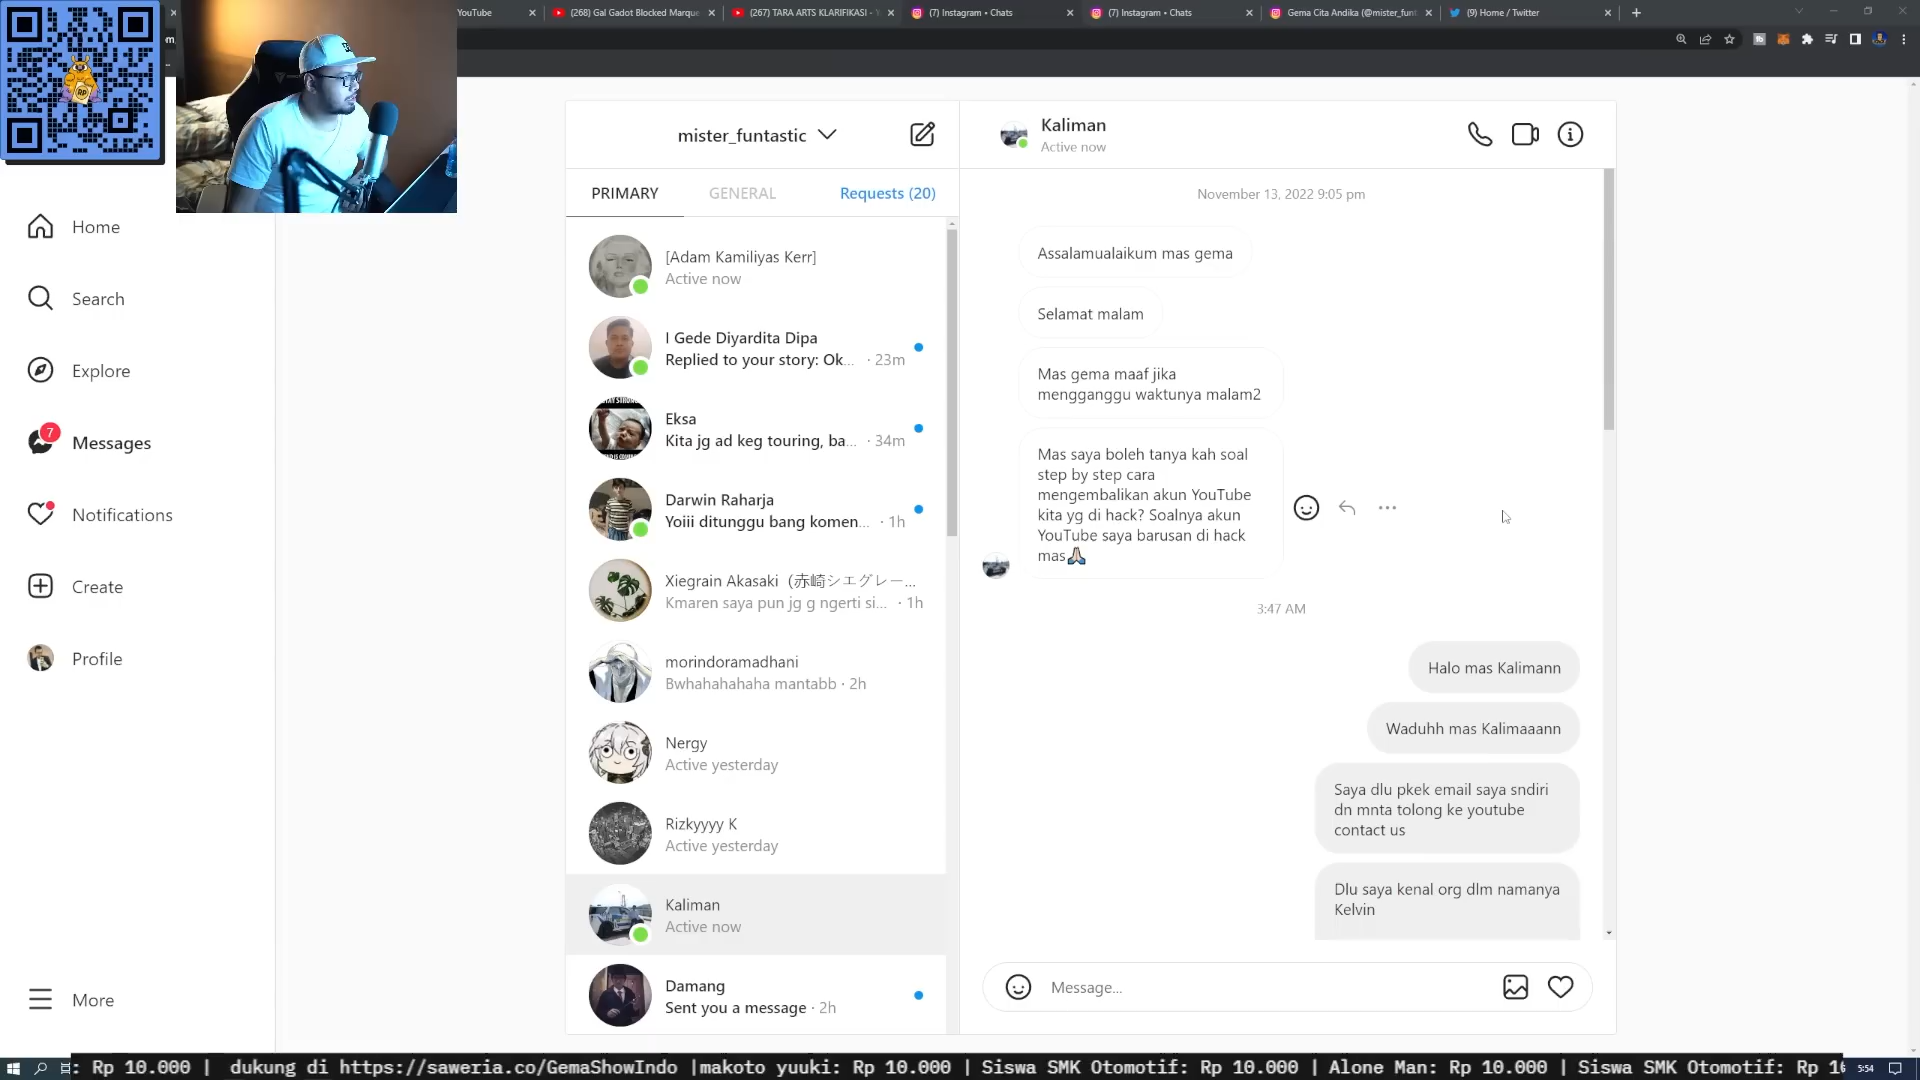 YouTube
(268) Gal Gadot Blocked Marque
(267) TARA ARTS KLARIFIKASI - Y
(7) Instagram • Chats
(7) Instagram • Chats
Gema Cita Andika (@mister_funt
(9) Home / Twitter
RP
Home
Search
Explore
7
Messages
Notifications
Create
Profile
More
mister_funtastic
PRIMARY
GENERAL
Requests (20)
[Adam Kamiliyas Kerr]
Active now
I Gede Diyardita Dipa
Replied to your story: Ok... · 23m
Eksa
Kita jg ad keg touring, ba... · 34m
Darwin Raharja
Yoiii ditunggu bang komen... · 1h
Xiegrain Akasaki（赤崎シエグレー...
Kmaren saya pun jg g ngerti si... · 1h
morindoramadhani
Bwhahahahaha mantabb · 2h
Nergy
Active yesterday
Rizkyyyy K
Active yesterday
Kaliman
Active now
Damang
Sent you a message · 2h
Kaliman
Active now
November 13, 2022 9:05 pm
Assalamualaikum mas gema
Selamat malam
Mas gema maaf jika
mengganggu waktunya malam2
Mas saya boleh tanya kah soal
step by step cara
mengembalikan akun YouTube
kita yg di hack? Soalnya akun
YouTube saya barusan di hack
mas🙏🏻
3:47 AM
Halo mas Kalimann
Waduhh mas Kalimaaann
Saya dlu pkek email saya sndiri
dn mnta tolong ke youtube
contact us
Dlu saya kenal org dlm namanya
Kelvin
Message...
: Rp 10.000 | dukung di https://saweria.co/GemaShowIndo |makoto yuuki: Rp 10.000 | Siswa SMK Otomotif: Rp 10.000 | Alone Man: Rp 10.000 | Siswa SMK Otomotif: Rp 1
5:54